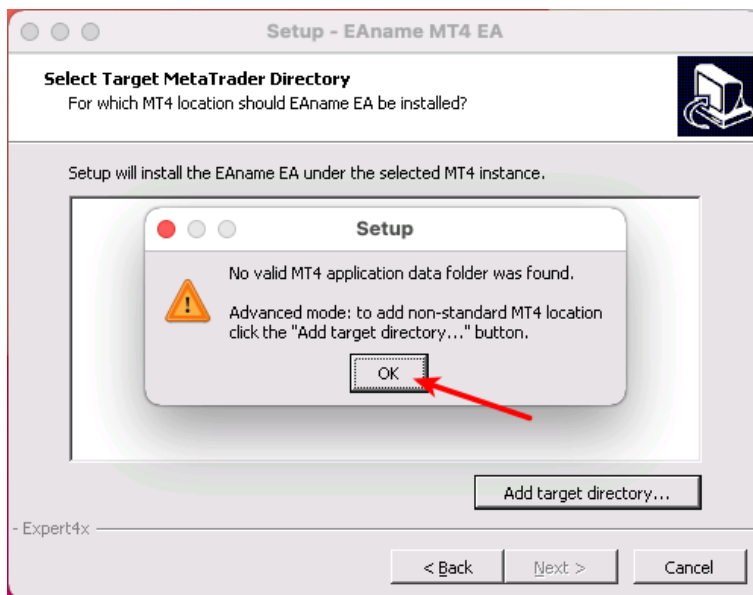 Setup - EAname MT4 EA
Select Target MetaTrader Directory
For which MT4 location should EAname EA be installed?
Setup will install the EAname EA under the selected MT4 instance.
Setup
No valid MT4 application data folder was found.
Advanced mode: to add non-standard MT4 location
click the "Add target directory..." button.
OK
Add target directory...
- Expert4x
< Back
Next >
Cancel